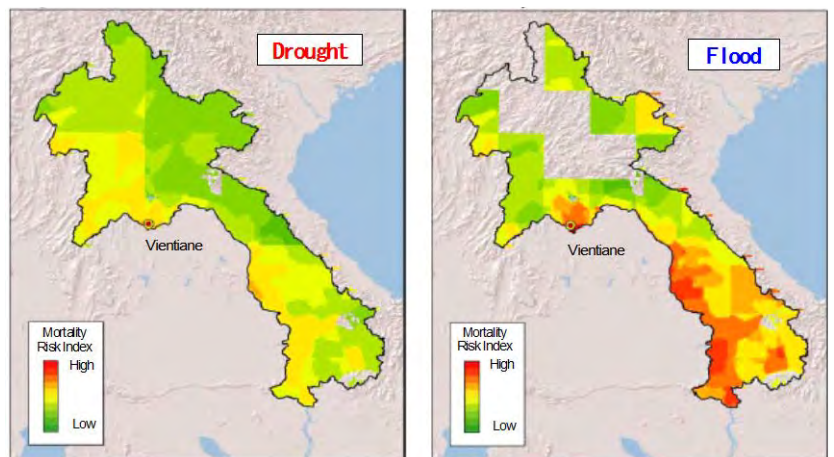 Drought
Vientiane
Mortality
Risk Index
High
Low
Flood
Vientiane
Mortality
Risk Index
High
Low